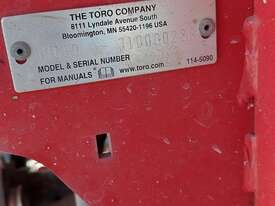 THE TORO COMPANY
8111 Lyndale Avenue South
Bloomington, MN 55420-1196 USA
MODEL & SERIAL NUMBER
114-5090
FOR MANUALS www.toro.com